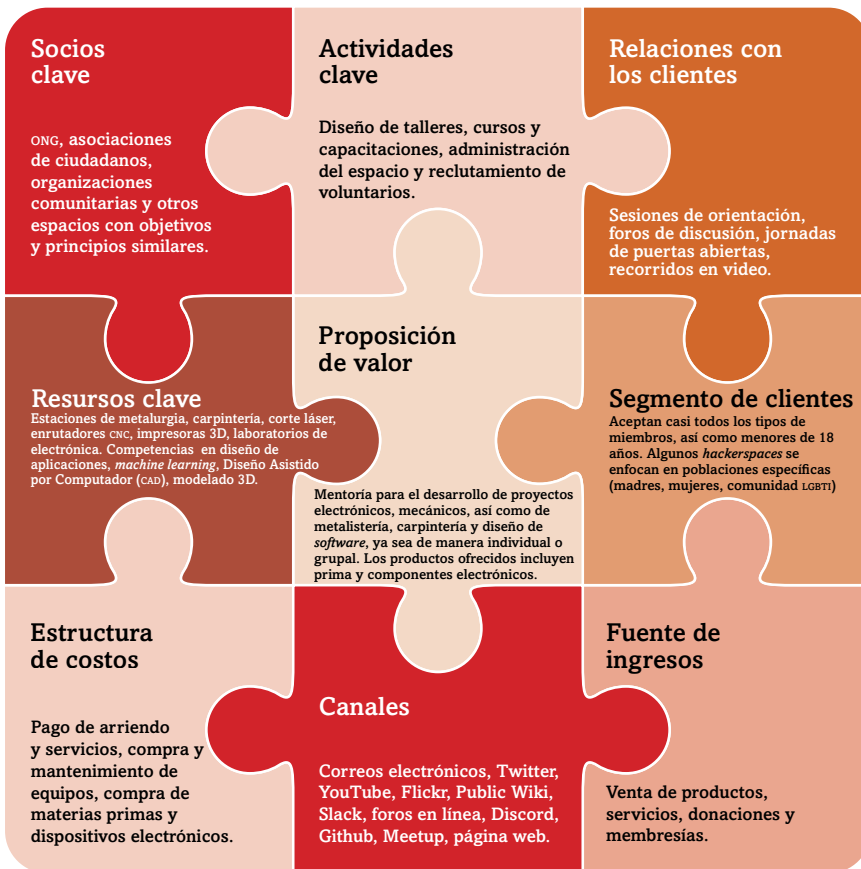 Socios
clave
ONG, asociaciones
de ciudadanos,
organizaciones
comunitarias y otros
espacios con objetivos
y principios similares.
Actividades
clave
Diseño de talleres, cursos y
capacitaciones, administración
del espacio y reclutamiento de
voluntarios.
Relaciones con
los clientes
Sesiones de orientación,
foros de discusión, jornadas
de puertas abiertas,
recorridos en video.
Resursos clave
Estaciones de metalurgia, carpintería, corte láser,
enrutadores CNC, impresoras 3D, laboratorios de
electrónica. Competencias en diseño de
aplicaciones, machine learning, Diseño Asistido
por Computador (CAD), modelado 3D.
Proposición
de valor
Mentoría para el desarrollo de proyectos
electrónicos, mecánicos, así como de
metalistería, carpintería y diseño de
software, ya sea de manera individual o
grupal. Los productos ofrecidos incluyen
prima y componentes electrónicos.
Segmento de clientes
Aceptan casi todos los tipos de
miembros, así como menores de 18
años. Algunos hackerspaces se
enfocan en poblaciones específicas
(madres, mujeres, comunidad LGBTI)
Estructura
de costos
Pago de arriendo
y servicios, compra y
mantenimiento de
equipos, compra de
materias primas y
dispositivos electrónicos.
Canales
Correos electrónicos, Twitter,
YouTube, Flickr, Public Wiki,
Slack, foros en línea, Discord,
Github, Meetup, página web.
Fuente de
ingresos
Venta de productos,
servicios, donaciones y
membresías.